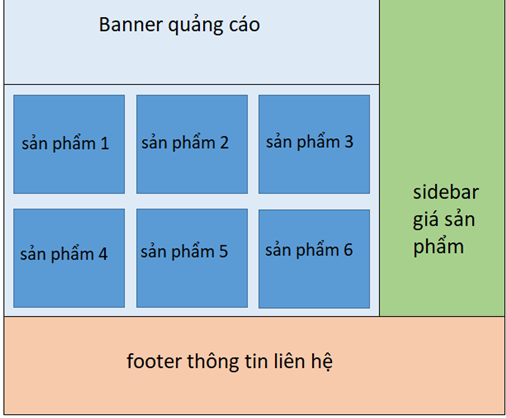 Banner quảng cáo
sản phẩm 1
sản phẩm 2
sản phẩm 3
sản phẩm 4
sản phẩm 5
sản phẩm 6
sidebar
giá sản
phẩm
footer thông tin liên hệ